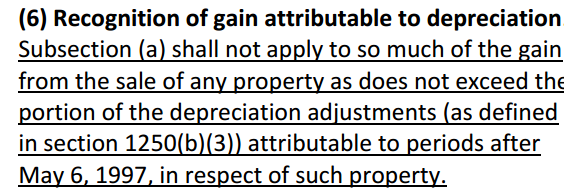 (6) Recognition of gain attributable to depreciation
Subsection (a) shall not apply to so much of the gain
from the sale of any property as does not exceed the
portion of the depreciation adjustments (as defined
in section 1250(b)(3)) attributable to periods after
May 6, 1997, in respect of such property.